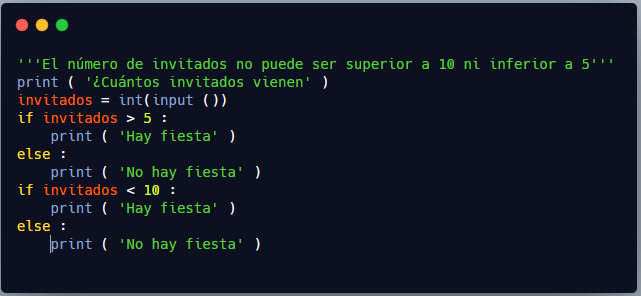 '''El número de invitados no puede ser superior a 10 ni inferior a 5'''
print ( '¿Cuántos invitados vienen' )
invitados = int(input ())
if invitados > 5 :
    print ( 'Hay fiesta' )
else :
    print ( 'No hay fiesta' )
if invitados < 10 :
    print ( 'Hay fiesta' )
else :
    print ( 'No hay fiesta' )